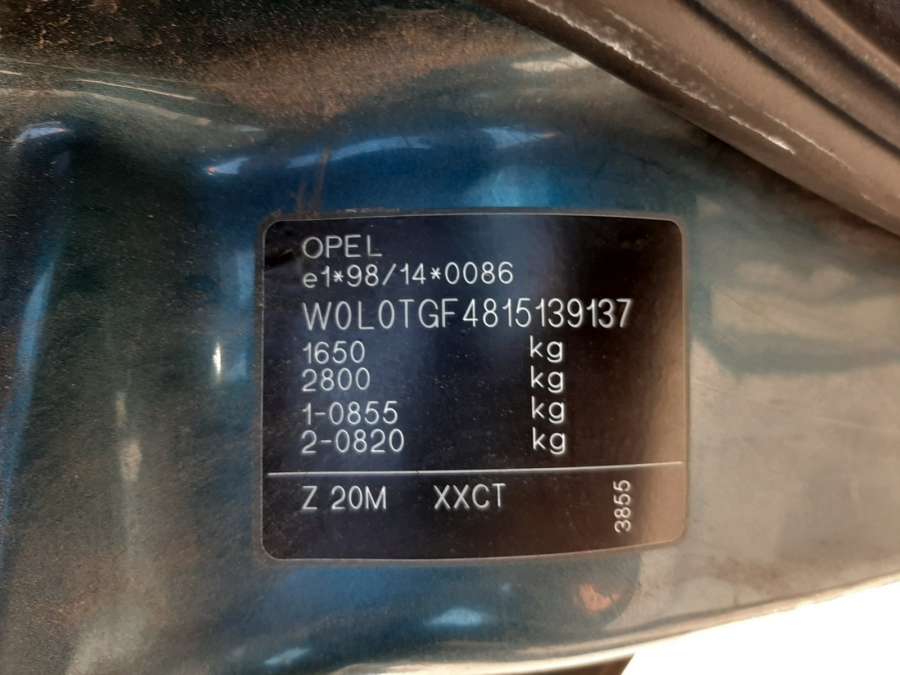 OPEL
e1*98/14*0086
W0L0TGF4815139137
1650 kg
2800 kg
1-0855 kg
2-0820 kg
Z 20M XXCT
3855